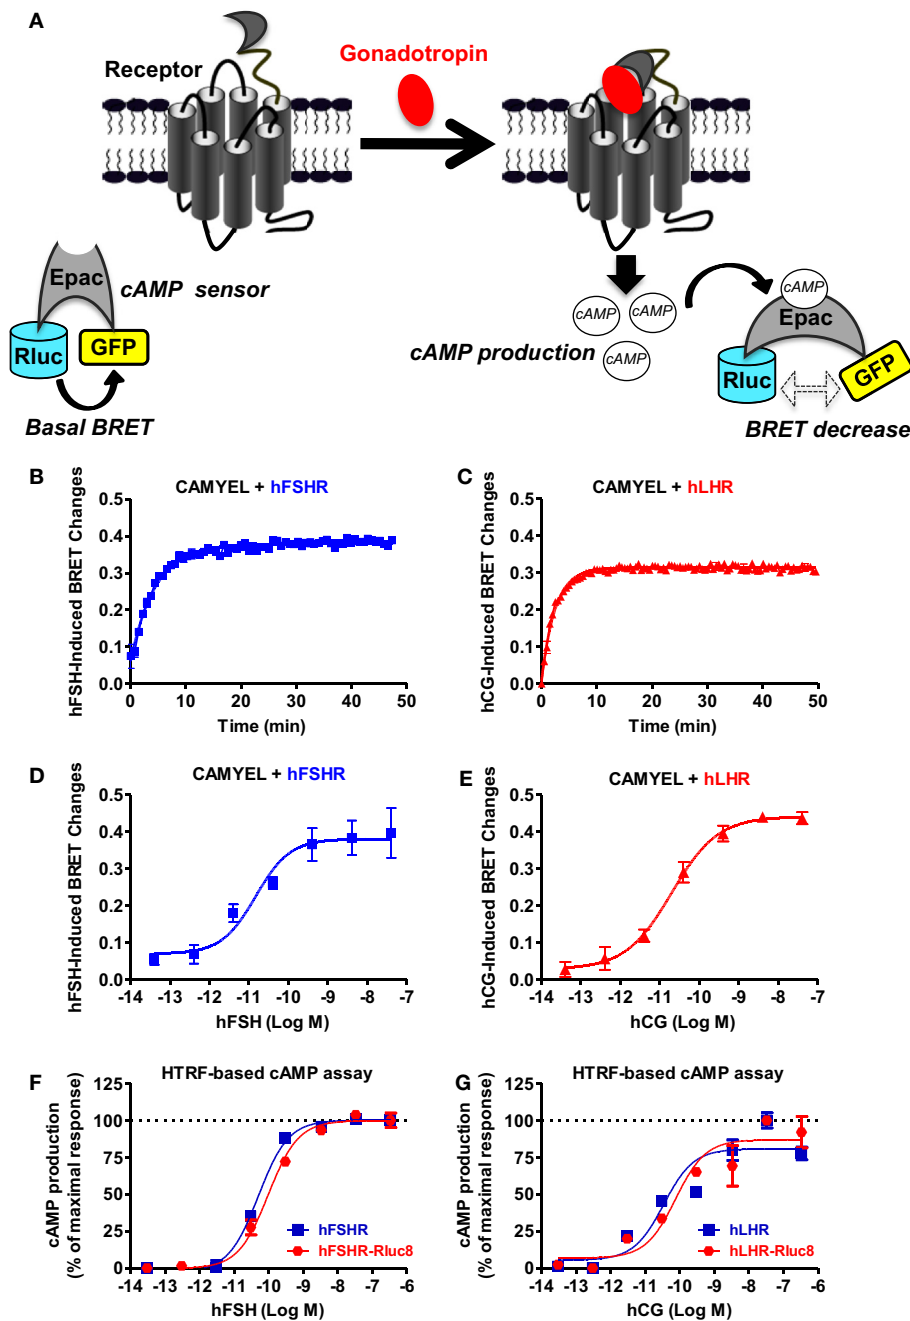 A
Gonadotropin
Receptor
Epac
cAMP sensor
Rluc
GFP
Basal BRET
cAMP
cAMP
cAMP
cAMP production
cAMP
Epac
Rluc
GFP
BRET decrease
B
CAMYEL + hFSHR
hFSH-Induced BRET Changes
0.5
0.4
0.3
0.2
0.1
0.0
0 10 20 30 40 50
Time (min)
C
CAMYEL + hLHR
hCG-Induced BRET Changes
0.5
0.4
0.3
0.2
0.1
0.0
0 10 20 30 40 50
Time (min)
D
CAMYEL + hFSHR
hFSH-Induced BRET Changes
0.5
0.4
0.3
0.2
0.1
0.0
-14 -13 -12 -11 -10 -9 -8 -7
hFSH (Log M)
E
CAMYEL + hLHR
hCG-Induced BRET Changes
0.5
0.4
0.3
0.2
0.1
0.0
-14 -13 -12 -11 -10 -9 -8 -7
hCG (Log M)
F
HTRF-based cAMP assay
cAMP production
(% of maximal response)
125
100
75
50
25
0
hFSHR
hFSHR-Rluc8
-14 -13 -12 -11 -10 -9 -8 -7 -6
hFSH (Log M)
G
HTRF-based cAMP assay
cAMP production
(% of maximal response)
125
100
75
50
25
0
hLHR
hLHR-Rluc8
-14 -13 -12 -11 -10 -9 -8 -7 -6
hCG (Log M)